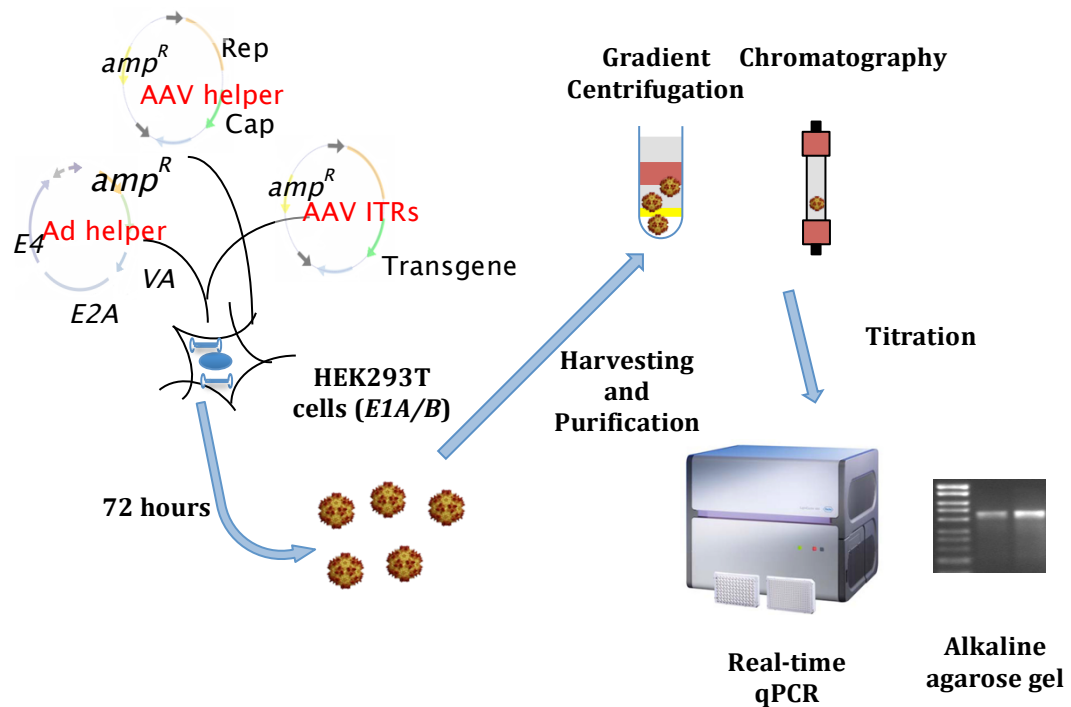 amp^R
Rep
AAV helper
Cap
amp^R
Ad helper
E4
VA
E2A
amp^R
AAV ITRs
Transgene
HEK293T
cells (E1A/B)
72 hours
Harvesting
and
Purification
Gradient
Centrifugation
Chromatography
Titration
Real-time
qPCR
Alkaline
agarose gel